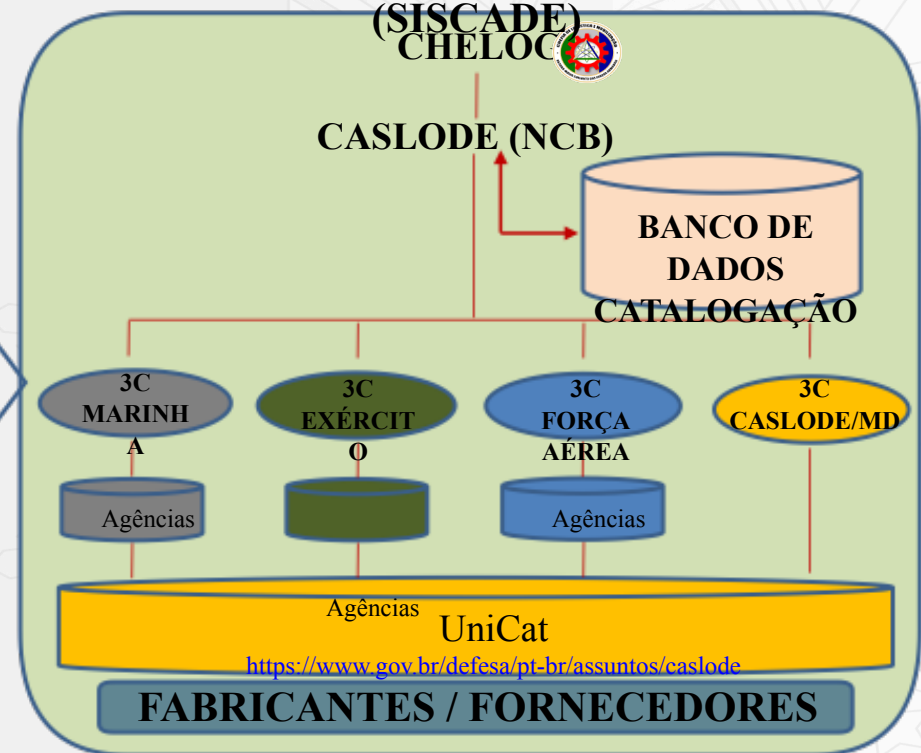 (SISCADE)
CHELOG
CASLODE (NCB)
BANCO DE
DADOS
CATALOGAÇÃO
3C
MARINH
A
3C
EXÉRCIT
O
3C
FORÇA
AÉREA
3C
CASLODE/MD
Agências
Agências
Agências
UniCat
https://www.gov.br/defesa/pt-br/assuntos/caslode
FABRICANTES / FORNECEDORES